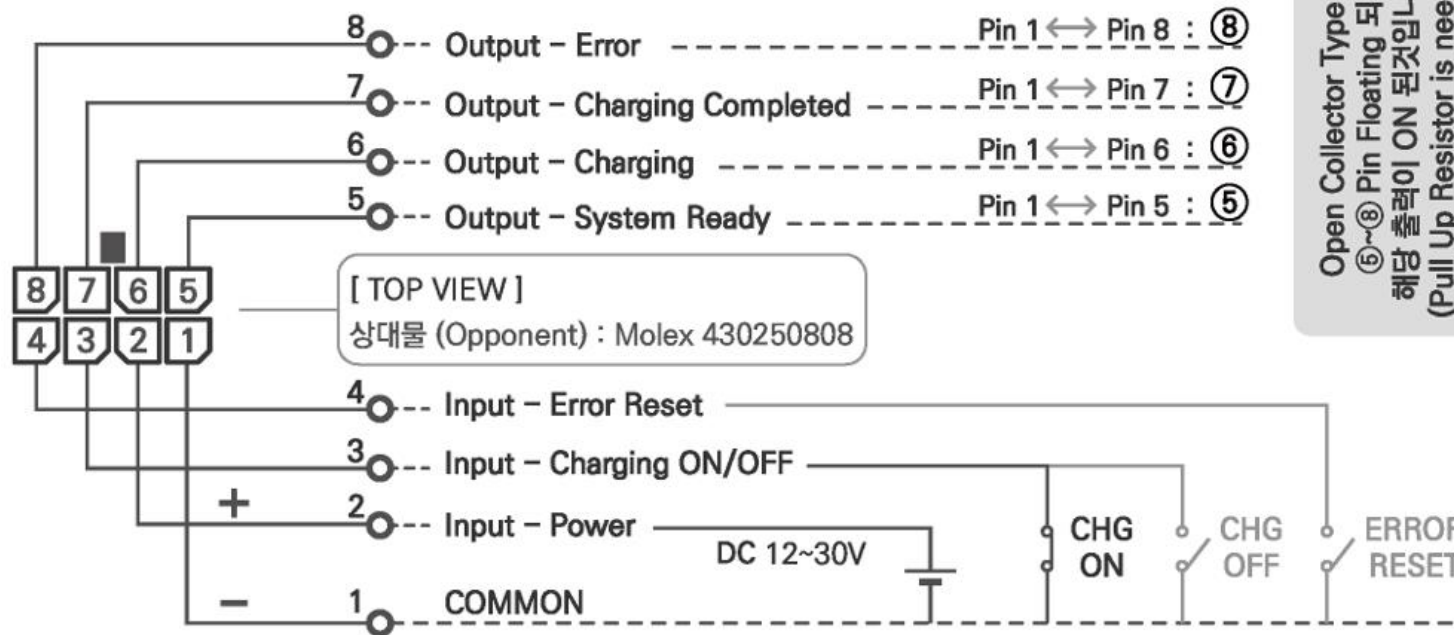 8 Output – Error Pin 1 ↔ Pin 8 : ⑧
7 Output – Charging Completed Pin 1 ↔ Pin 7 : ⑦
6 Output – Charging Pin 1 ↔ Pin 6 : ⑥
5 Output – System Ready Pin 1 ↔ Pin 5 : ⑤
Open Collector Type
⑤~⑧ Pin Floating
해당 출력이 ON
(Pull Up Resistor is
8 7 6 5
4 3 2 1
[ TOP VIEW ]
상대물 (Opponent) : Molex 430250808
4 Input – Error Reset
3 Input – Charging ON/OFF
+ 2 Input – Power
DC 12~30V
CHG
ON
CHG
OFF
ERROR
RESET
– 1 COMMON